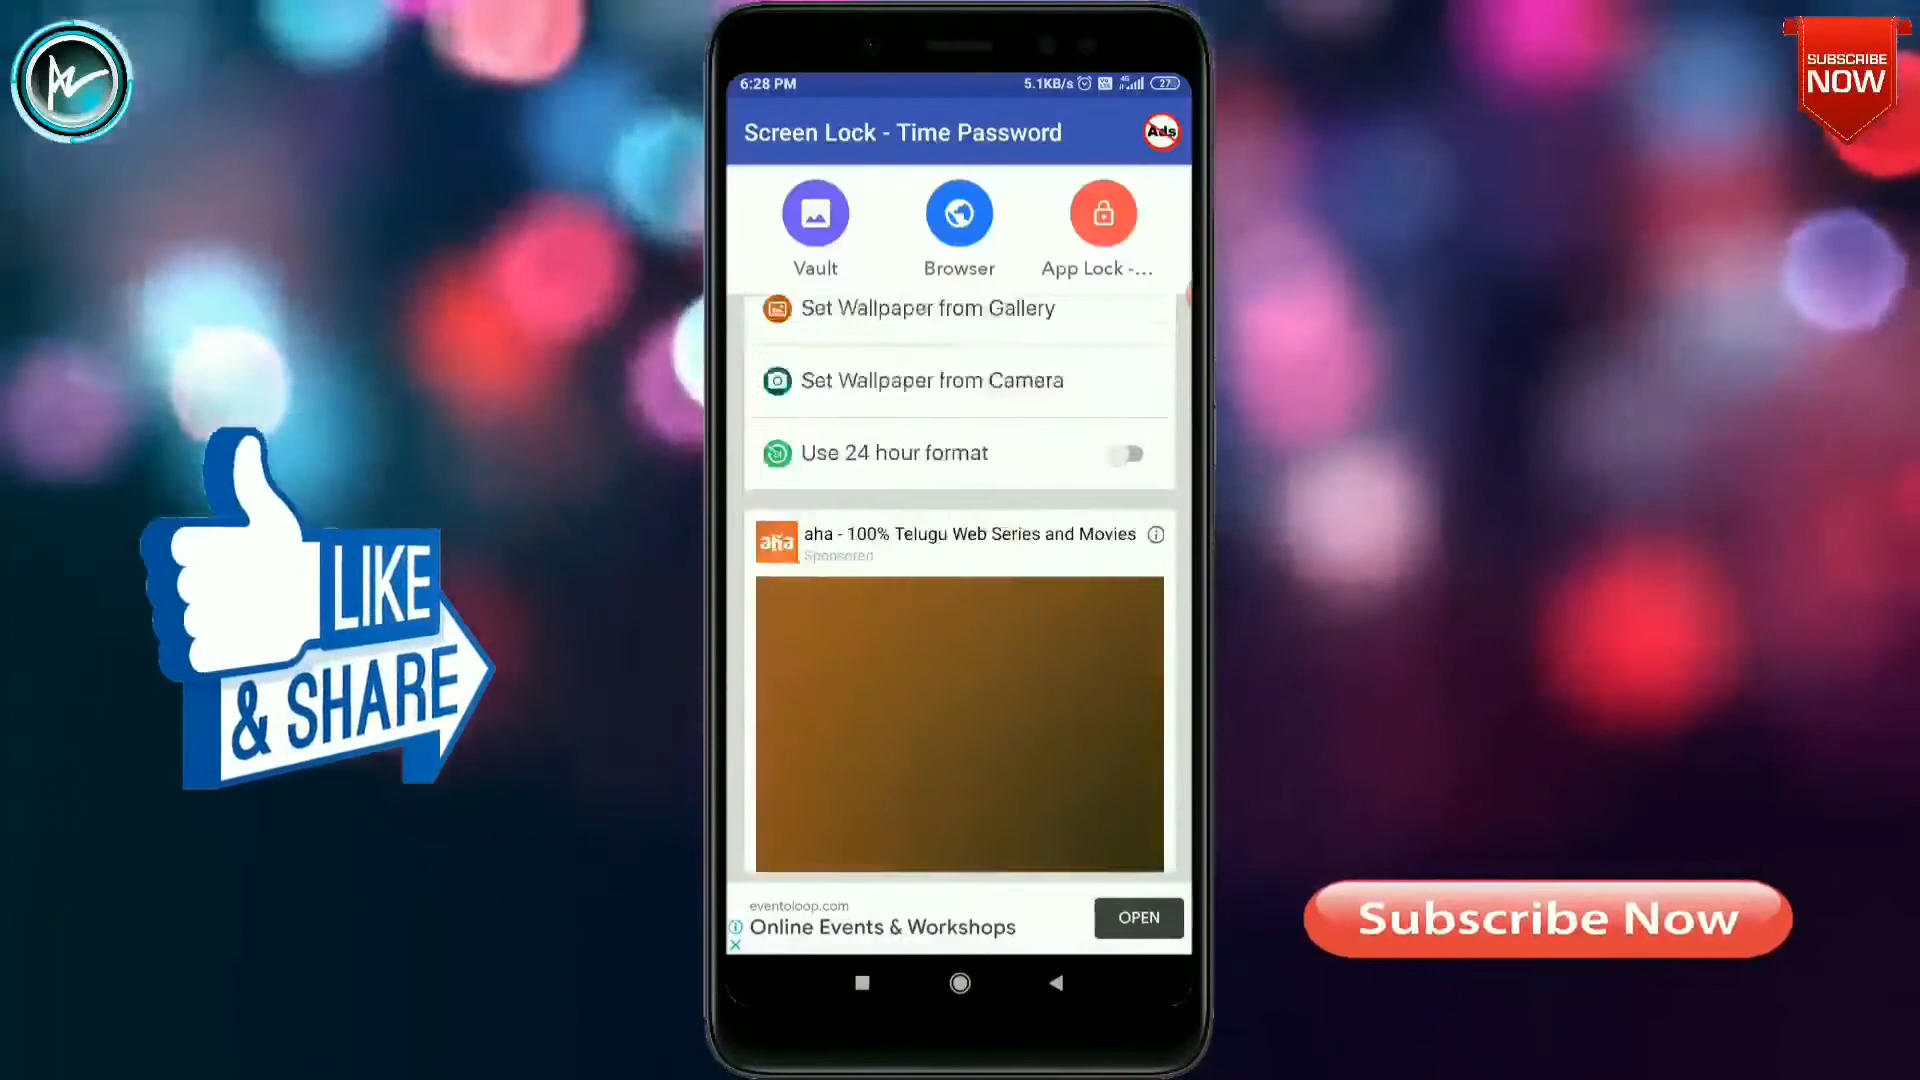 SUBSCRIBE
NOW
6:28 PM
5.1KB/s
4G
27
Screen Lock - Time Password
Ads
Vault
Browser
App Lock -...
Set Wallpaper from Gallery
Set Wallpaper from Camera
Use 24 hour format
aha
aha - 100% Telugu Web Series and Movies
Sponsored
LIKE
& SHARE
eventoloop.com
Online Events & Workshops
OPEN
Subscribe Now